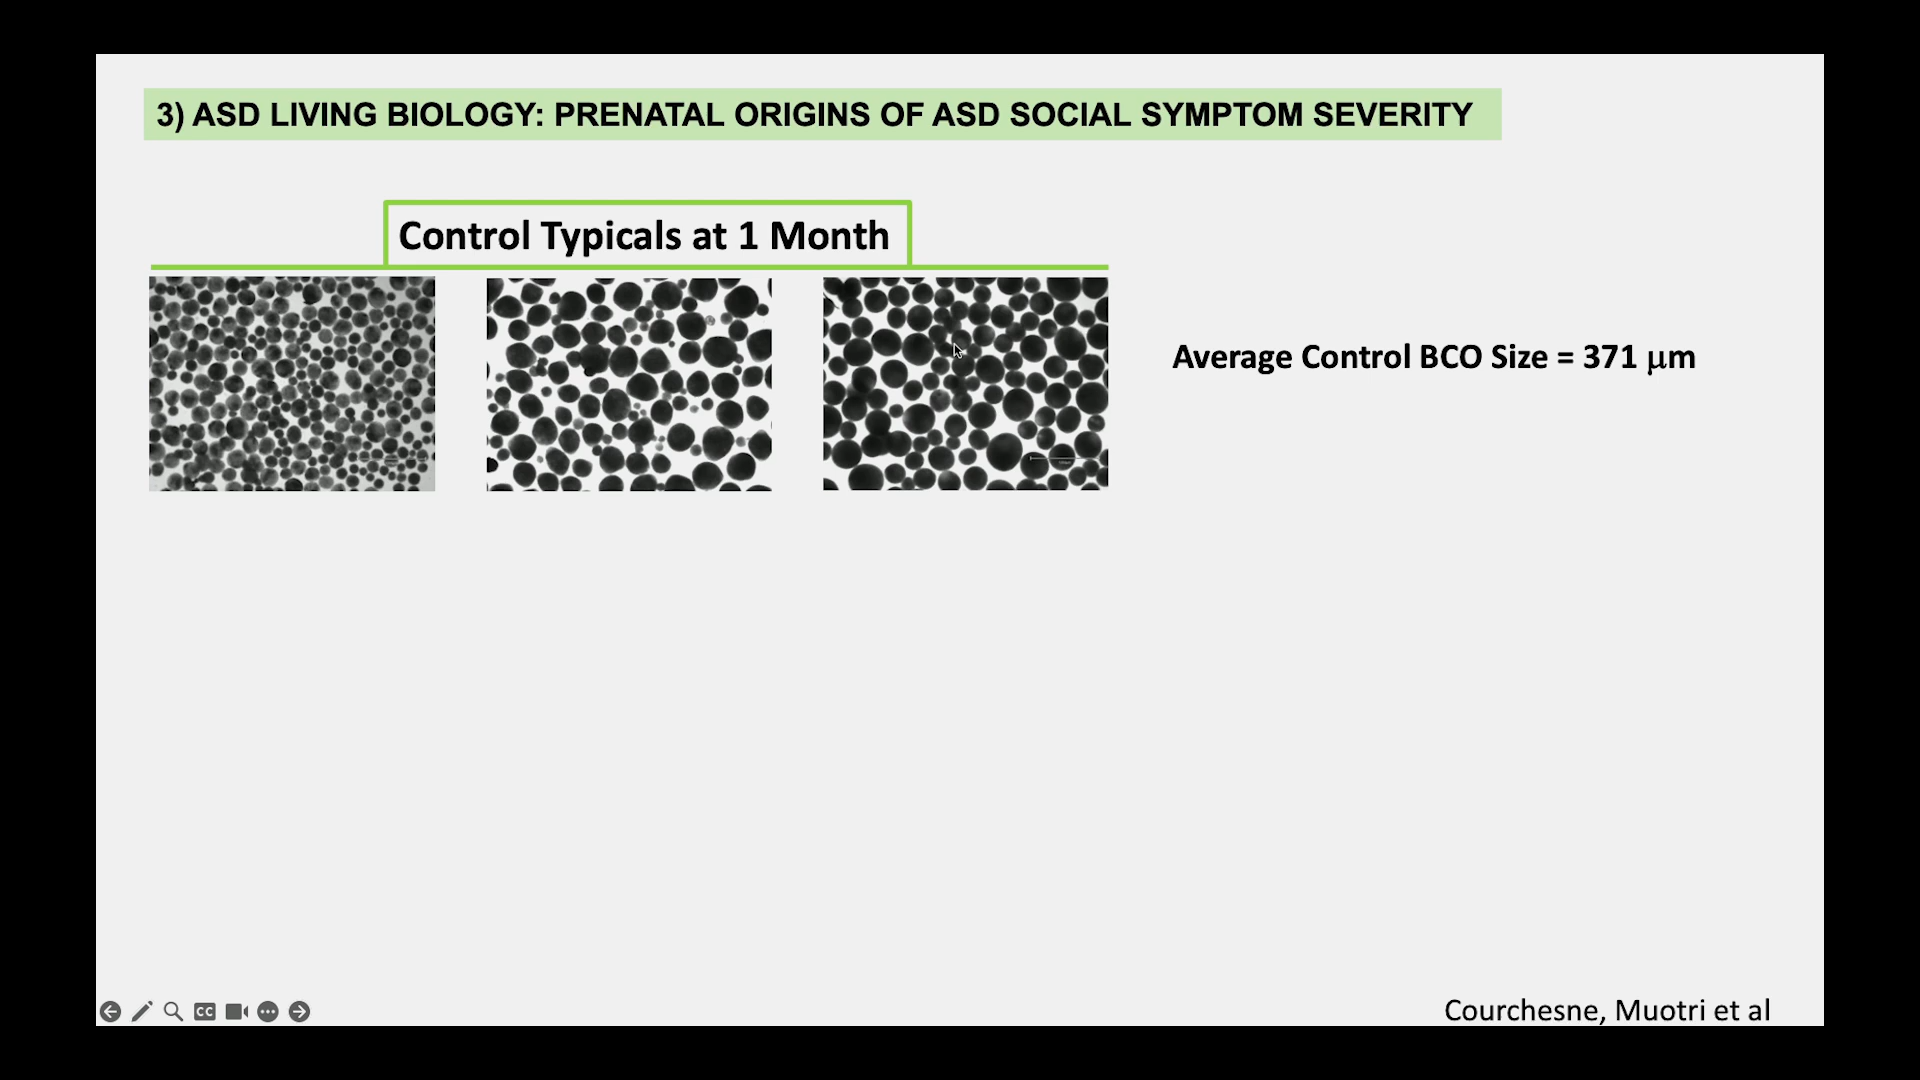 3) ASD LIVING BIOLOGY: PRENATAL ORIGINS OF ASD SOCIAL SYMPTOM SEVERITY
Control Typicals at 1 Month
Average Control BCO Size = 371 μm
CC
Courchesne, Muotri et al